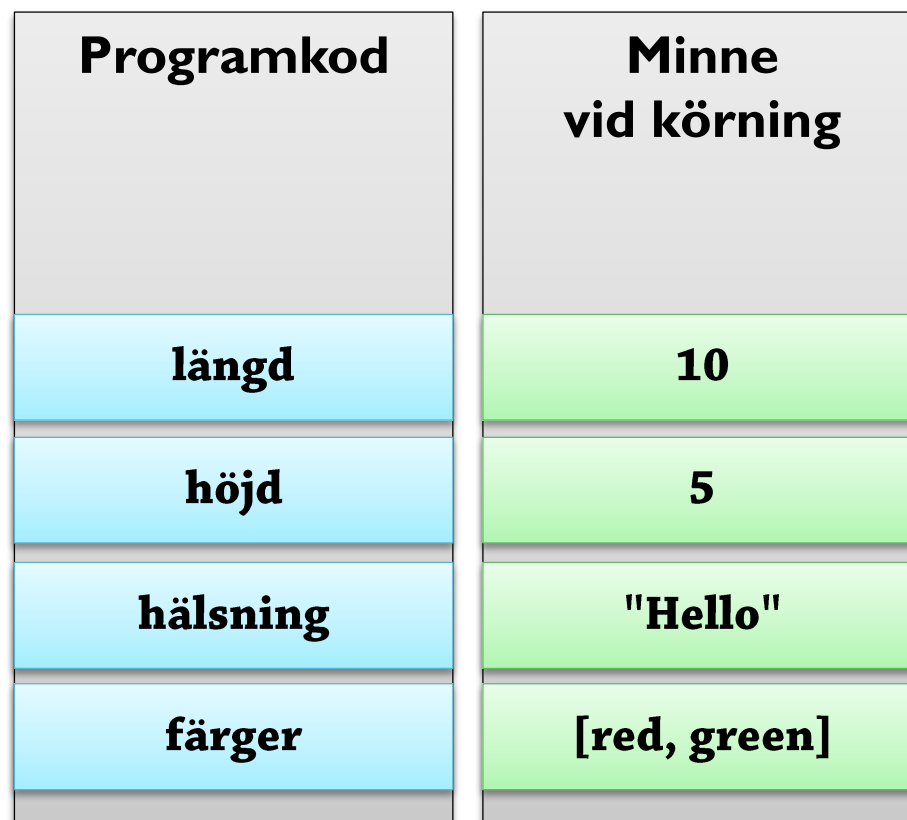 Programkod
Minne
vid körning
längd
10
höjd
5
hälsning
"Hello"
färger
[red, green]